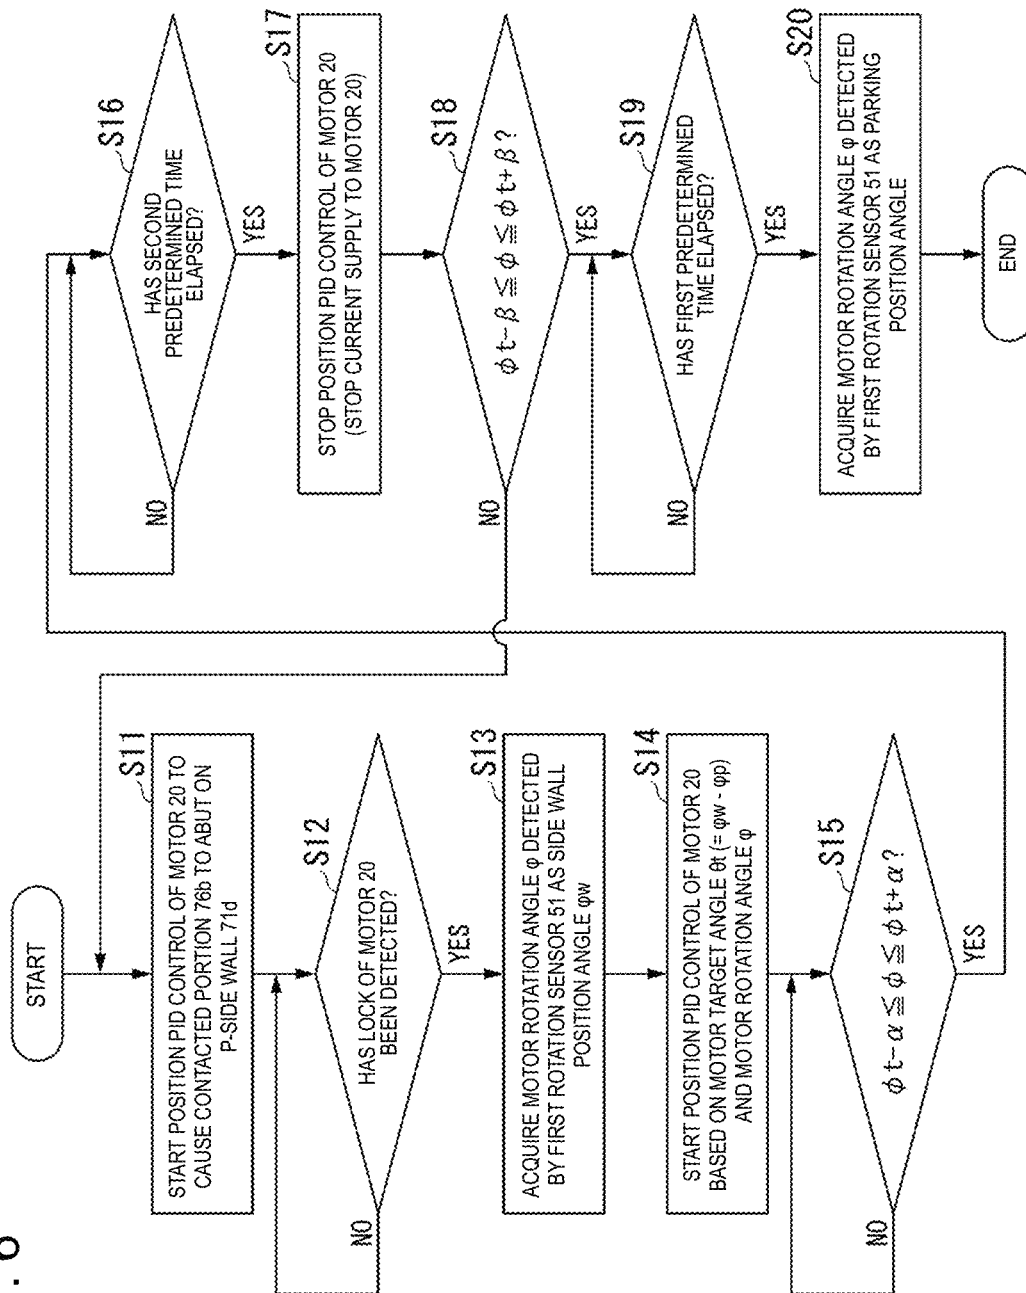 START
S11
START POSITION PID CONTROL OF MOTOR 20 TO
CAUSE CONTACTED PORTION 76b TO ABUT ON
P-SIDE WALL 71d
S12
HAS LOCK OF MOTOR 20
BEEN DETECTED?
NO
YES
S13
ACQUIRE MOTOR ROTATION ANGLE φ DETECTED
BY FIRST ROTATION SENSOR 51 AS SIDE WALL
POSITION ANGLE φw
S14
START POSITION PID CONTROL OF MOTOR 20
BASED ON MOTOR TARGET ANGLE θt (= φw - φp)
AND MOTOR ROTATION ANGLE φ
S15
φt-α≦φ≦φt+α?
NO
YES
S16
HAS SECOND
PREDETERMINED TIME
ELAPSED?
NO
YES
S17
STOP POSITION PID CONTROL OF MOTOR 20
(STOP CURRENT SUPPLY TO MOTOR 20)
S18
φt-β≦φ≦φt+β?
NO
YES
S19
HAS FIRST PREDETERMINED
TIME ELAPSED?
NO
YES
S20
ACQUIRE MOTOR ROTATION ANGLE φ DETECTED
BY FIRST ROTATION SENSOR 51 AS PARKING
POSITION ANGLE
END